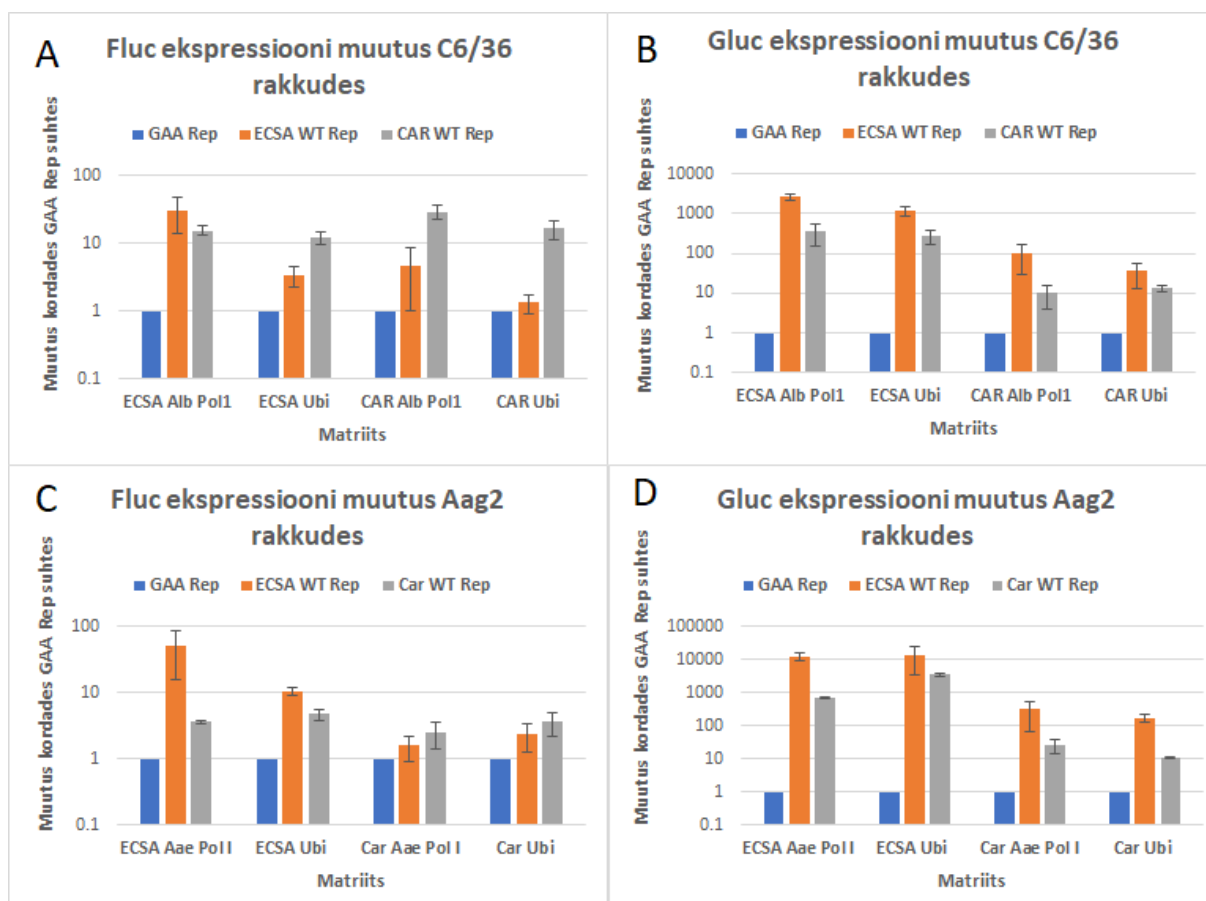 A
Fluc ekspressiooni muutus C6/36
rakkudes
GAA Rep ECSA WT Rep CAR WT Rep
Muutus kordades GAA Rep suhtes
100
10
1
0.1
ECSA Alb Pol1 ECSA Ubi CAR Alb Pol1 CAR Ubi
Matriits
B
Gluc ekspressiooni muutus C6/36
rakkudes
GAA Rep ECSA WT Rep CAR WT Rep
Muutus kordades GAA Rep suhtes
10000
1000
100
10
1
0.1
ECSA Alb Pol1 ECSA Ubi CAR Alb Pol1 CAR Ubi
Matriits
C
Fluc ekspressiooni muutus Aag2
rakkudes
GAA Rep ECSA WT Rep Car WT Rep
Muutus kordades GAA Rep suhtes
100
10
1
0.1
ECSA Aae Pol I ECSA Ubi Car Aae Pol I Car Ubi
Matriits
D
Gluc ekspressiooni muutus Aag2
rakkudes
GAA Rep ECSA WT Rep Car WT Rep
Muutus kordades GAA Rep suhtes
100000
10000
1000
100
10
1
0.1
ECSA Aae Pol I ECSA Ubi Car Aae Pol I Car Ubi
Matriits